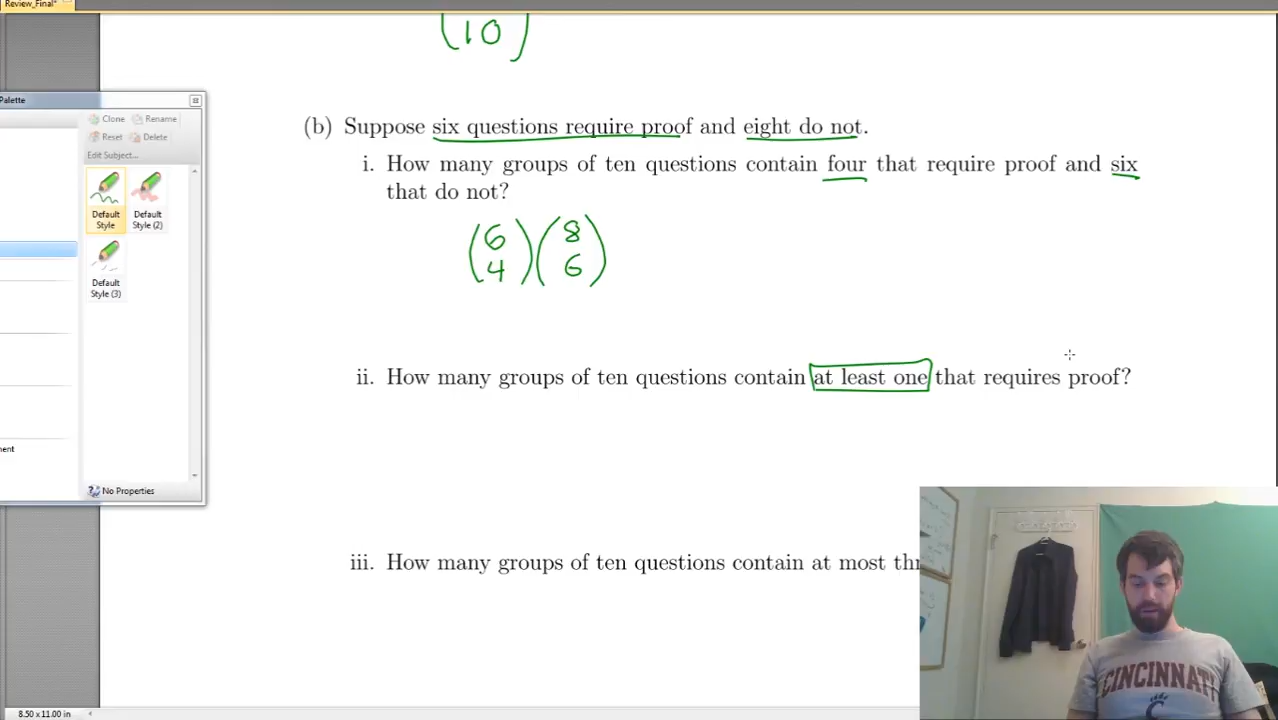 Review_Final*
10
Palette
Clone
Rename
Reset
Delete
Edit Subject...
Default Style
Default Style (2)
Default Style (3)
ment
No Properties
8.50 x 11.00 in
(b) Suppose six questions require proof and eight do not.
i. How many groups of ten questions contain four that require proof and six
that do not?
(6 4)(8 6)
ii. How many groups of ten questions contain at least one that requires proof?
iii. How many groups of ten questions contain at most
CINCINNATI
C